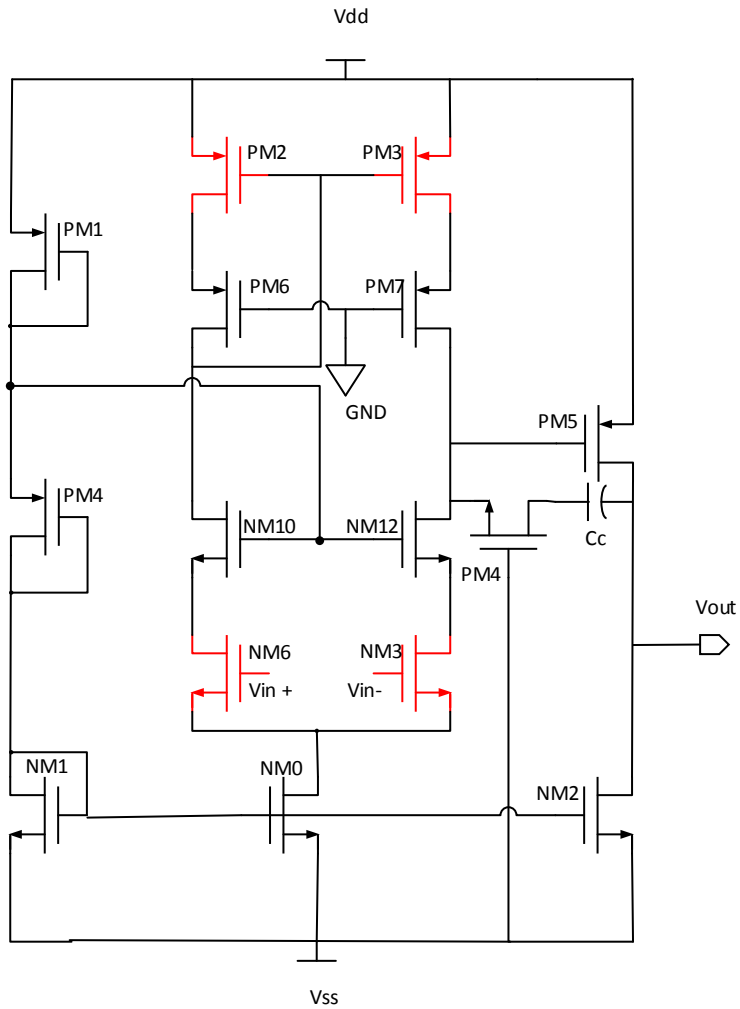 Vdd
PM2
PM3
PM1
PM6
PM7
GND
PM5
PM4
NM10
NM12
Cc
PM4
Vout
NM6
NM3
Vin +
Vin-
NM1
NM0
NM2
Vss